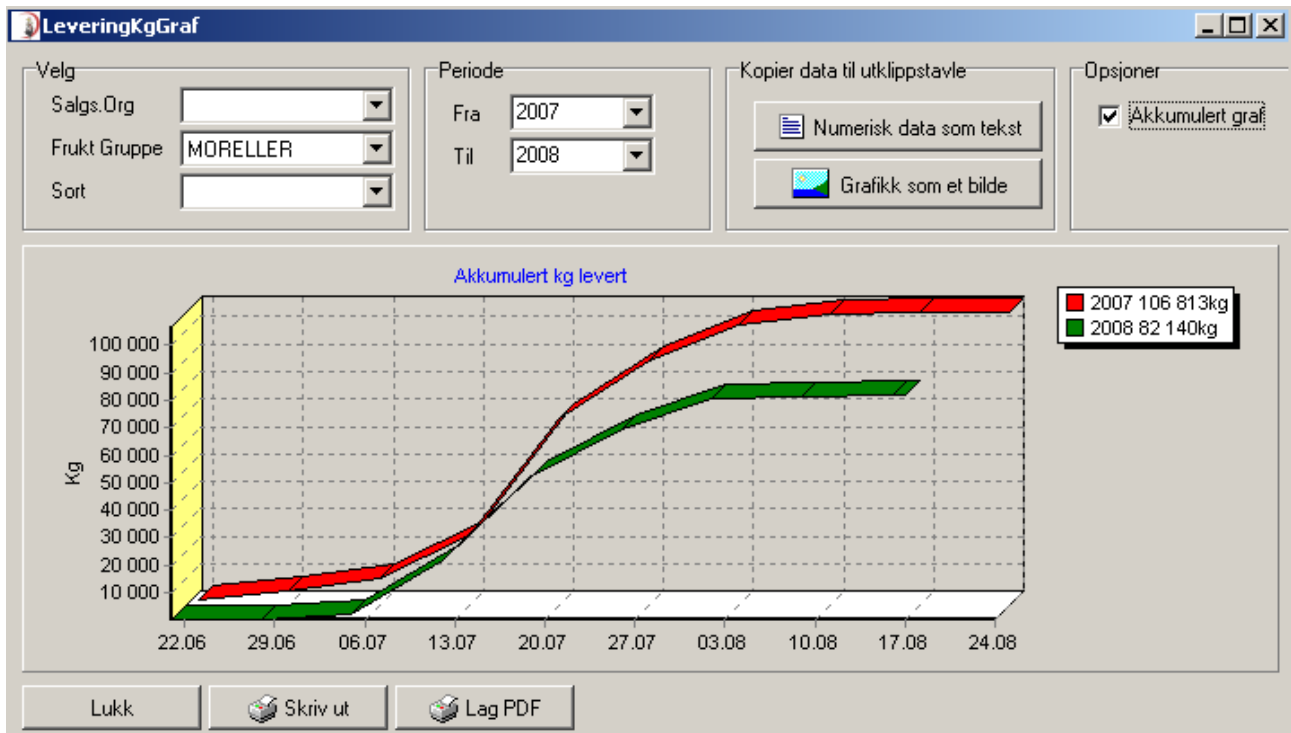 LeveringKgGraf
Velg
Salgs.Org
Frukt Gruppe MORELLER
Sort
Periode
Fra 2007
Til 2008
Kopier data til utklippstavle
Numerisk data som tekst
Grafikk som et bilde
Opsjoner
Akkumulert graf
Akkumulert kg levert
2007 106 813kg
2008 82 140kg
Kg
100 000
90 000
80 000
70 000
60 000
50 000
40 000
30 000
20 000
10 000
22.06 29.06 06.07 13.07 20.07 27.07 03.08 10.08 17.08 24.08
Lukk Skriv ut Lag PDF